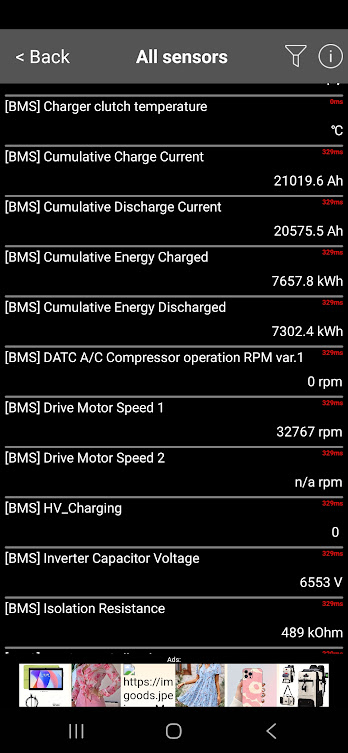 < Back
All sensors
i
[BMS] Charger clutch temperature
0ms
℃
[BMS] Cumulative Charge Current
329ms
21019.6 Ah
[BMS] Cumulative Discharge Current
329ms
20575.5 Ah
[BMS] Cumulative Energy Charged
329ms
7657.8 kWh
[BMS] Cumulative Energy Discharged
329ms
7302.4 kWh
[BMS] DATC A/C Compressor operation RPM var.1
329ms
0 rpm
[BMS] Drive Motor Speed 1
329ms
32767 rpm
[BMS] Drive Motor Speed 2
329ms
n/a rpm
[BMS] HV_Charging
329ms
0
[BMS] Inverter Capacitor Voltage
329ms
6553 V
[BMS] Isolation Resistance
329ms
489 kOhm
Ads:
https://im
goods.jpe